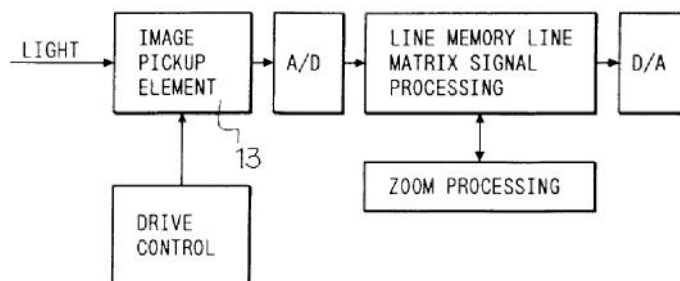 LIGHT
IMAGE
PICKUP
ELEMENT
13
A/D
LINE MEMORY LINE
MATRIX SIGNAL
PROCESSING
D/A
ZOOM PROCESSING
DRIVE
CONTROL